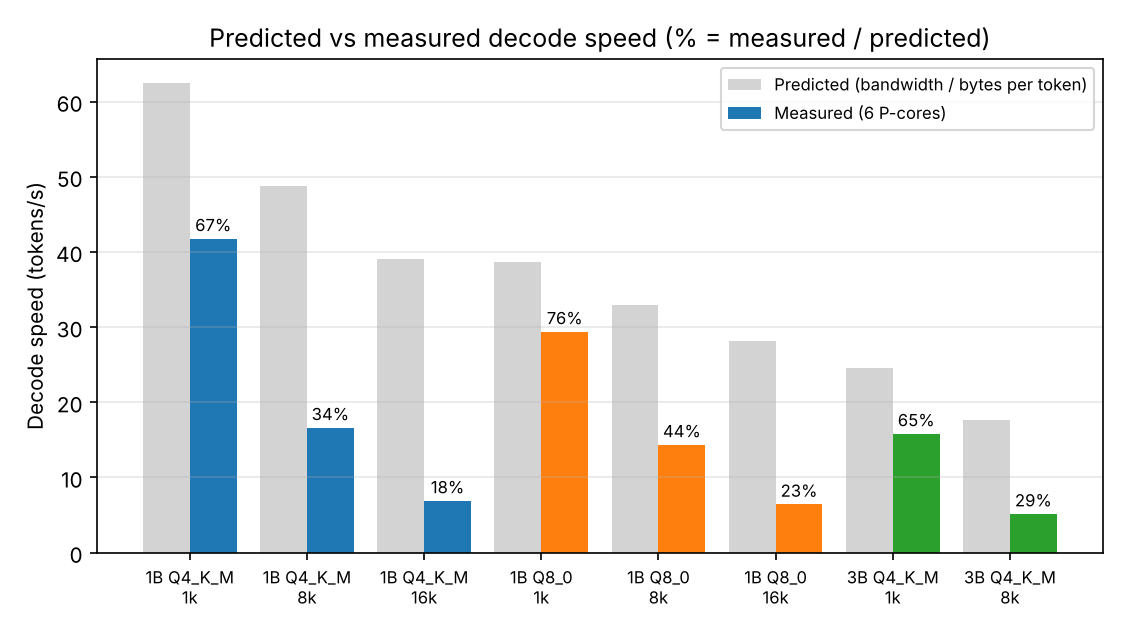 Predicted vs measured decode speed (% = measured / predicted)
Predicted (bandwidth / bytes per token)
Measured (6 P-cores)
Decode speed (tokens/s)
60
50
40
30
20
10
0
67%
34%
18%
76%
44%
23%
65%
29%
1B Q4_K_M
1k
1B Q4_K_M
8k
1B Q4_K_M
16k
1B Q8_0
1k
1B Q8_0
8k
1B Q8_0
16k
3B Q4_K_M
1k
3B Q4_K_M
8k